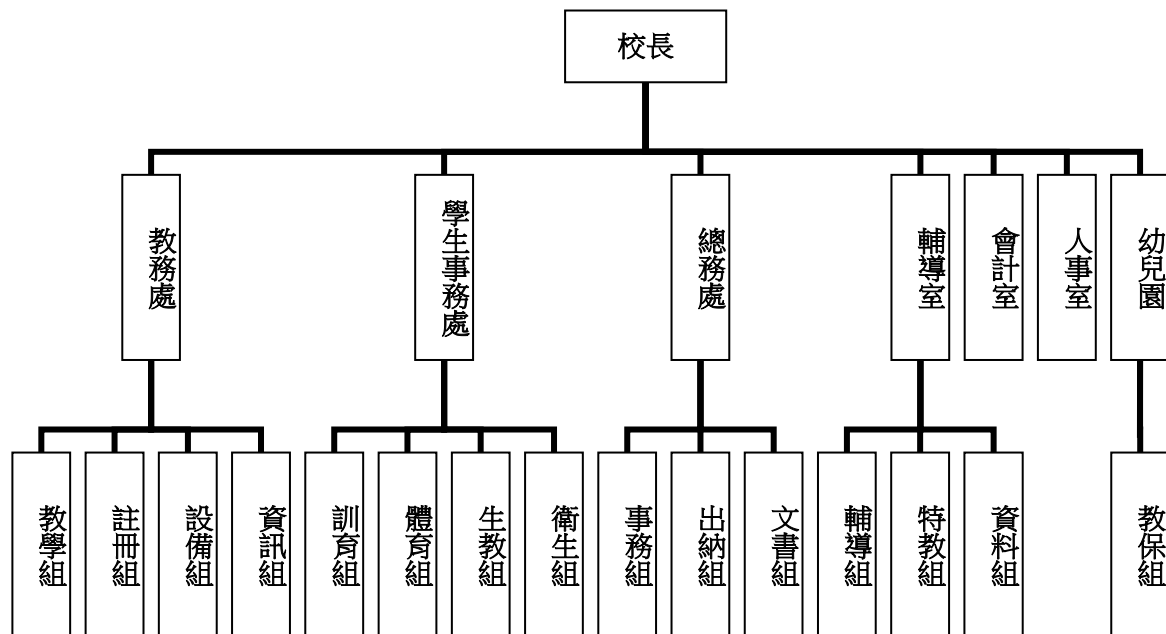 校長
教務處
學生事務處
總務處
輔導室
會計室
人事室
幼兒園
教學組
註冊組
設備組
資訊組
訓育組
體育組
生教組
衛生組
事務組
出納組
文書組
輔導組
特教組
資料組
教保組